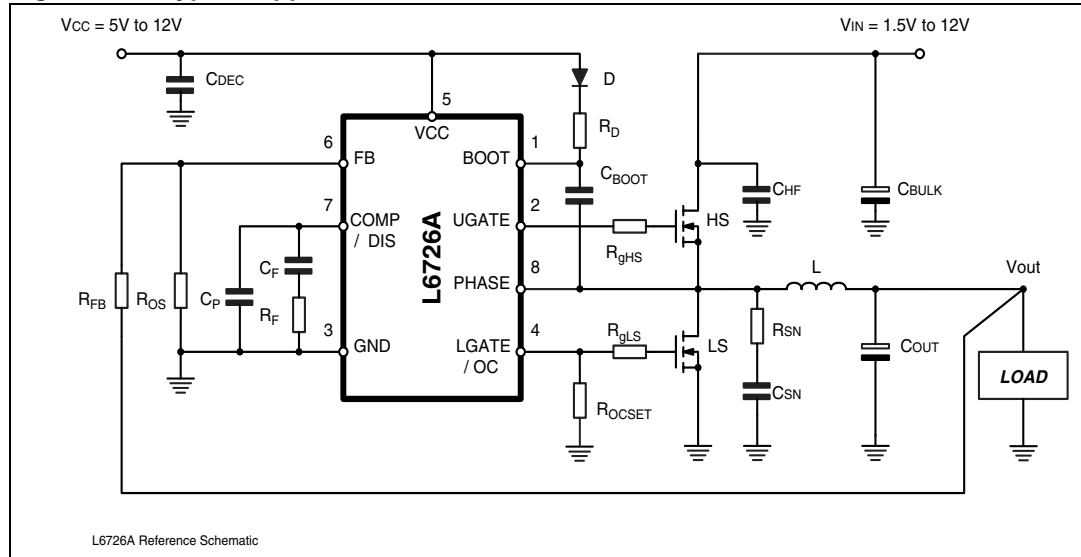 VCC = 5V to 12V
VIN = 1.5V to 12V
CDEC
D
5
VCC
RD
6
FB
1
BOOT
CBOOT
CHF
CBULK
7
COMP
/ DIS
2
UGATE
HS
RgHS
L6726A
CF
8
PHASE
L
Vout
RFB
ROS
CP
RF
RgLS
RSN
3
GND
4
LGATE
/ OC
LS
COUT
LOAD
CSN
ROCSET
L6726A Reference Schematic